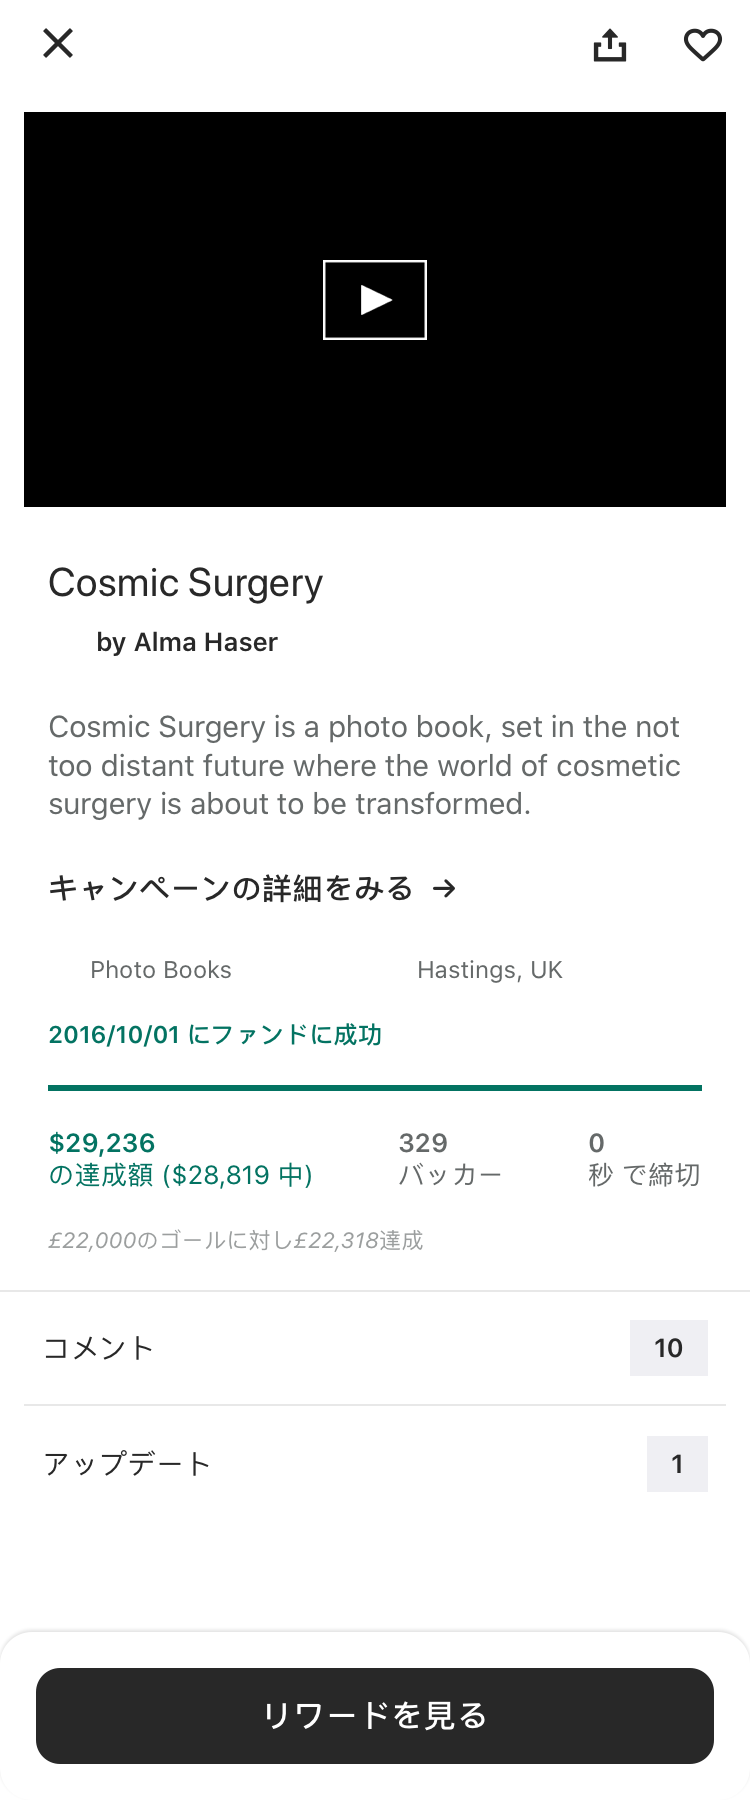 Cosmic Surgery
by Alma Haser
Cosmic Surgery is a photo book, set in the not
too distant future where the world of cosmetic
surgery is about to be transformed.
キャンペーンの詳細をみる →
Photo Books
Hastings, UK
2016/10/01 にファンドに成功
$29,236
の達成額 ($28,819 中)
329
バッカー
0
秒 で締切
£22,000のゴールに対し£22,318達成
コメント
10
アップデート
1
リワードを見る